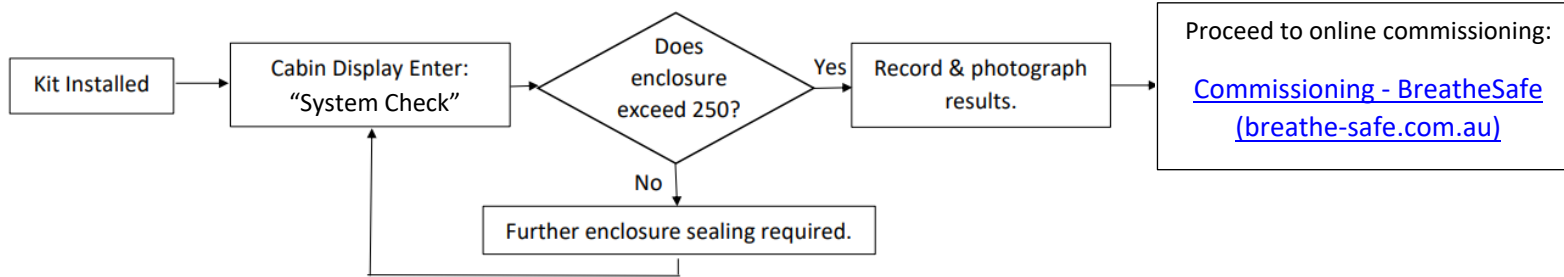 Kit Installed
Cabin Display Enter:
“System Check”
Does
enclosure
exceed 250?
Yes
Record & photograph
results.
Proceed to online commissioning:
Commissioning - BreatheSafe
(breathe-safe.com.au)
No
Further enclosure sealing required.